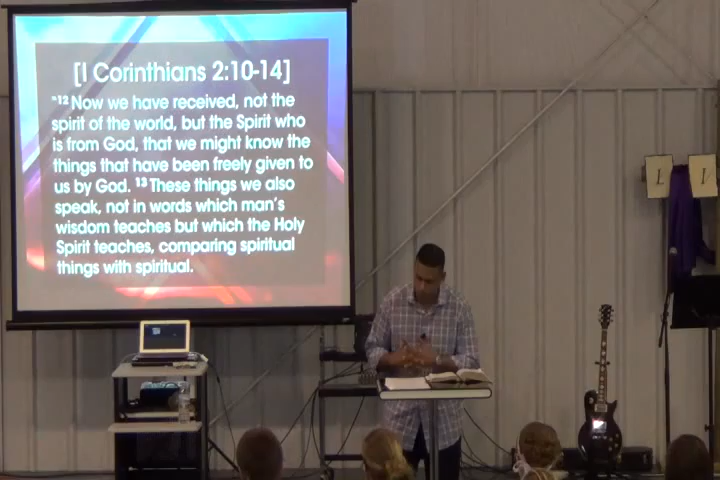 [I Corinthians 2:10-14]
"12 Now we have received, not the
spirit of the world, but the Spirit who
is from God, that we might know the
things that have been freely given to
us by God. 13 These things we also
speak, not in words which man's
wisdom teaches but which the Holy
Spirit teaches, comparing spiritual
things with spiritual.
L V